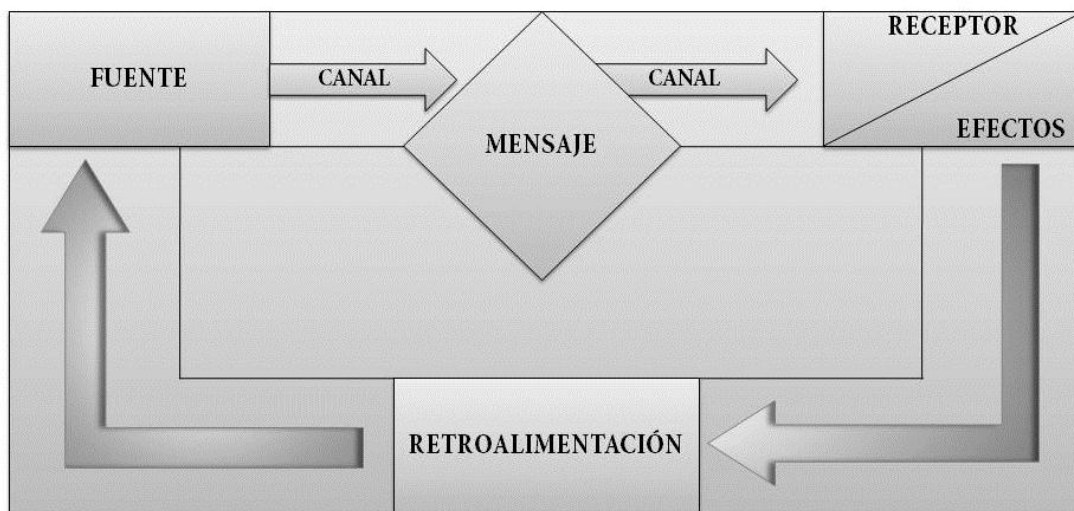 FUENTE
CANAL
MENSAJE
CANAL
RECEPTOR
EFECTOS
RETROALIMENTACIÓN